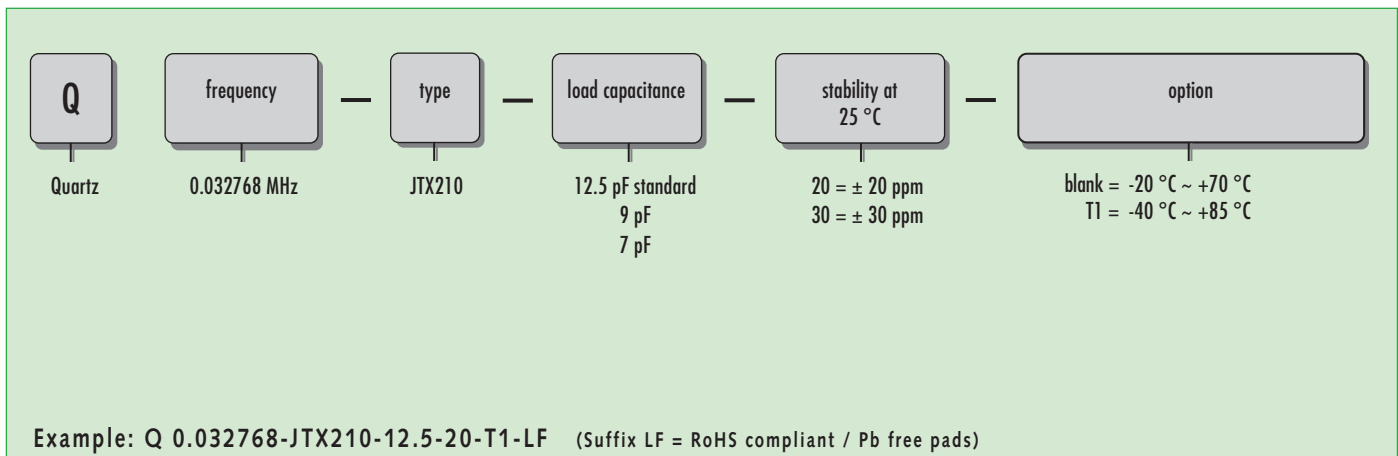 Q
frequency
—
type
—
load capacitance
—
stability at
25 °C
—
option
Quartz
0.032768 MHz
JTX210
12.5 pF standard
9 pF
7 pF
20 = ± 20 ppm
30 = ± 30 ppm
blank = -20 °C ~ +70 °C
T1 = -40 °C ~ +85 °C
Example: Q 0.032768-JTX210-12.5-20-T1-LF (Suffix LF = RoHS compliant / Pb free pads)